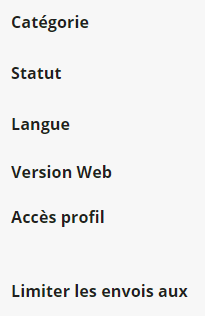 Catégorie
Statut
Langue
Version Web
Accès profil
Limiter les envois aux